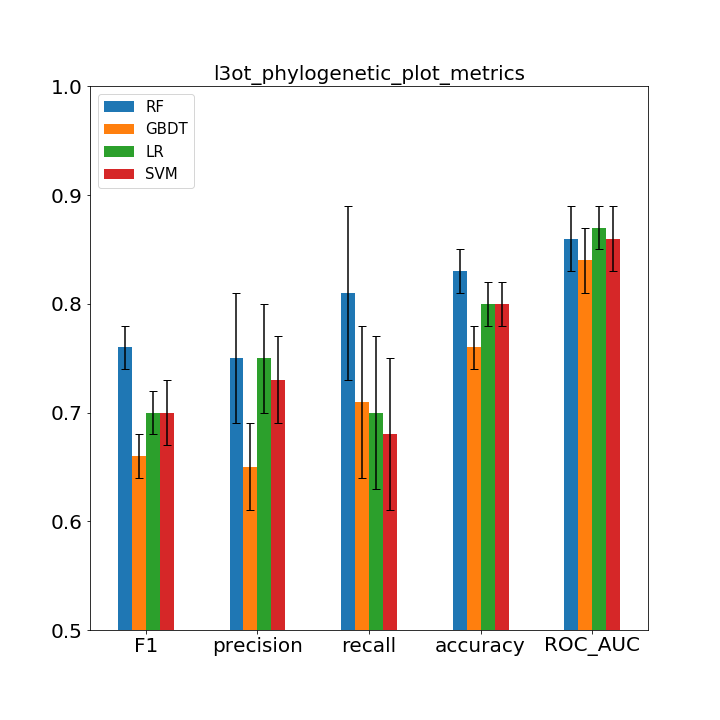 l3ot_phylogenetic_plot_metrics
1.0
RF
GBDT
LR
SVM
0.9
0.8
0.7
0.6
0.5
F1 precision recall accuracy ROC_AUC